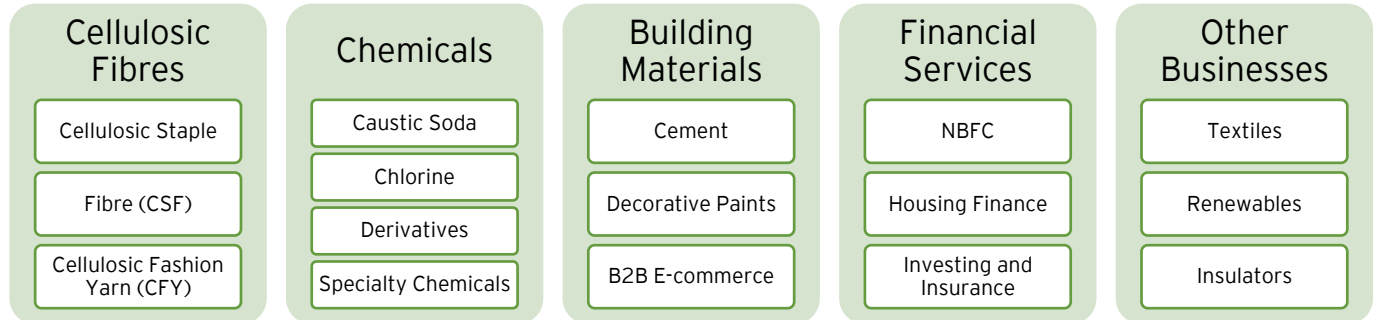 Cellulosic
Fibres
Cellulosic Staple
Fibre (CSF)
Cellulosic Fashion
Yarn (CFY)
Chemicals
Caustic Soda
Chlorine
Derivatives
Specialty Chemicals
Building
Materials
Cement
Decorative Paints
B2B E-commerce
Financial
Services
NBFC
Housing Finance
Investing and
Insurance
Other
Businesses
Textiles
Renewables
Insulators